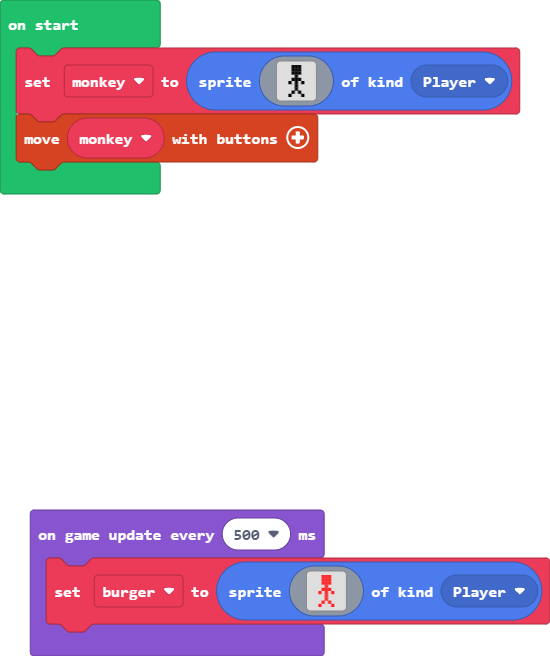 on start
set monkey to sprite of kind Player
move monkey with buttons
on game update every 500 ms
set burger to sprite of kind Player